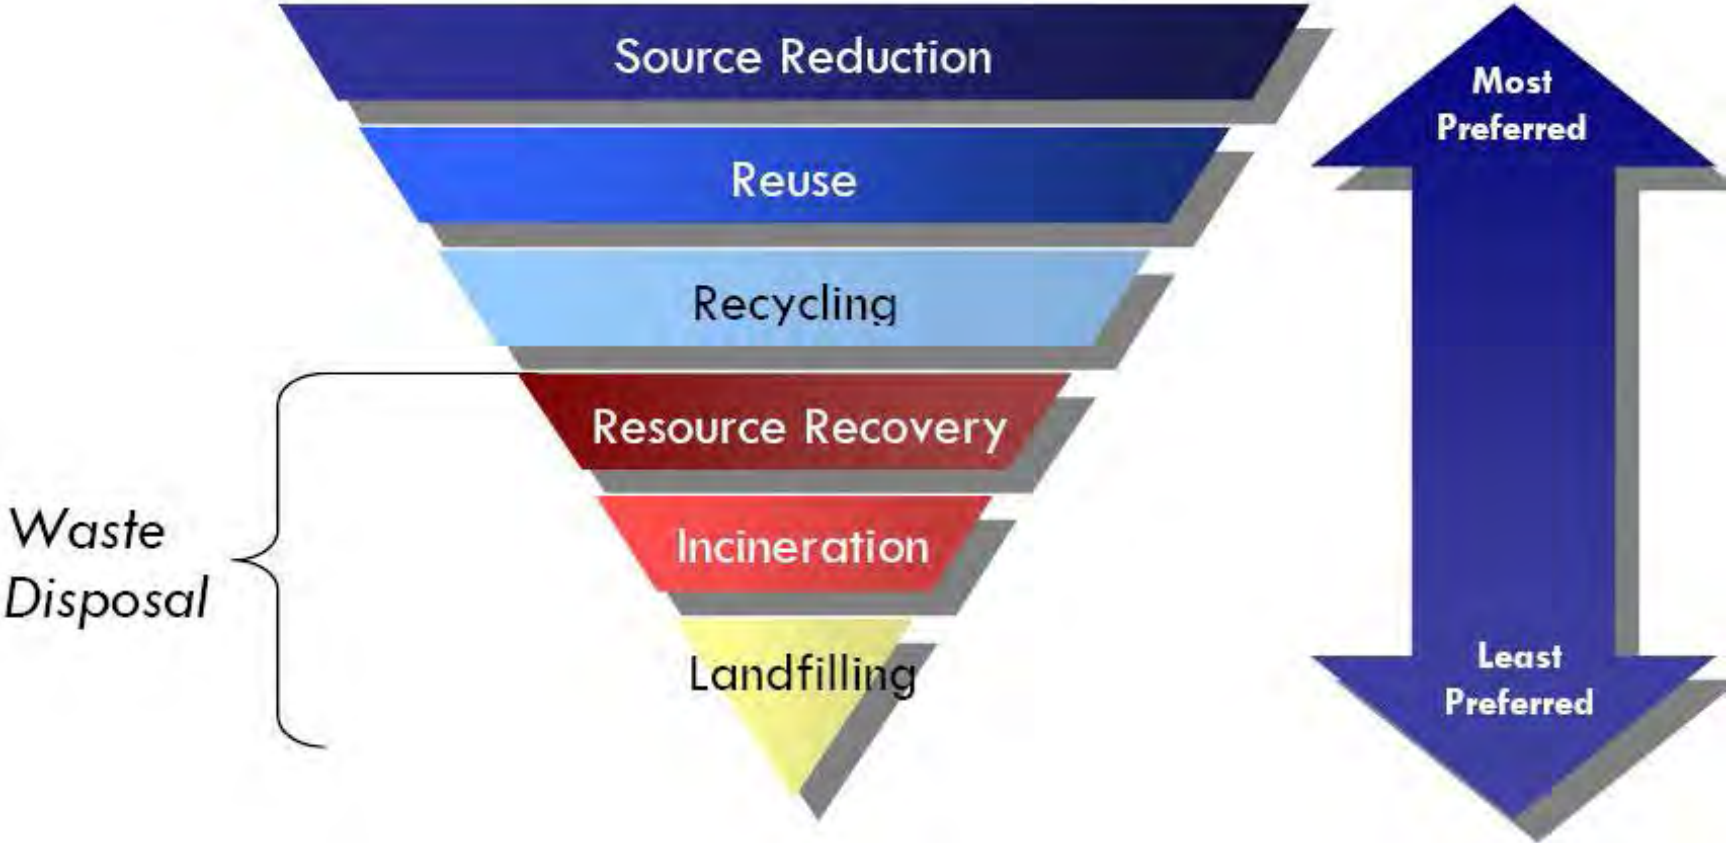 Source Reduction
Reuse
Recycling
Resource Recovery
Incineration
Landfilling
Waste
Disposal
Most
Preferred
Least
Preferred